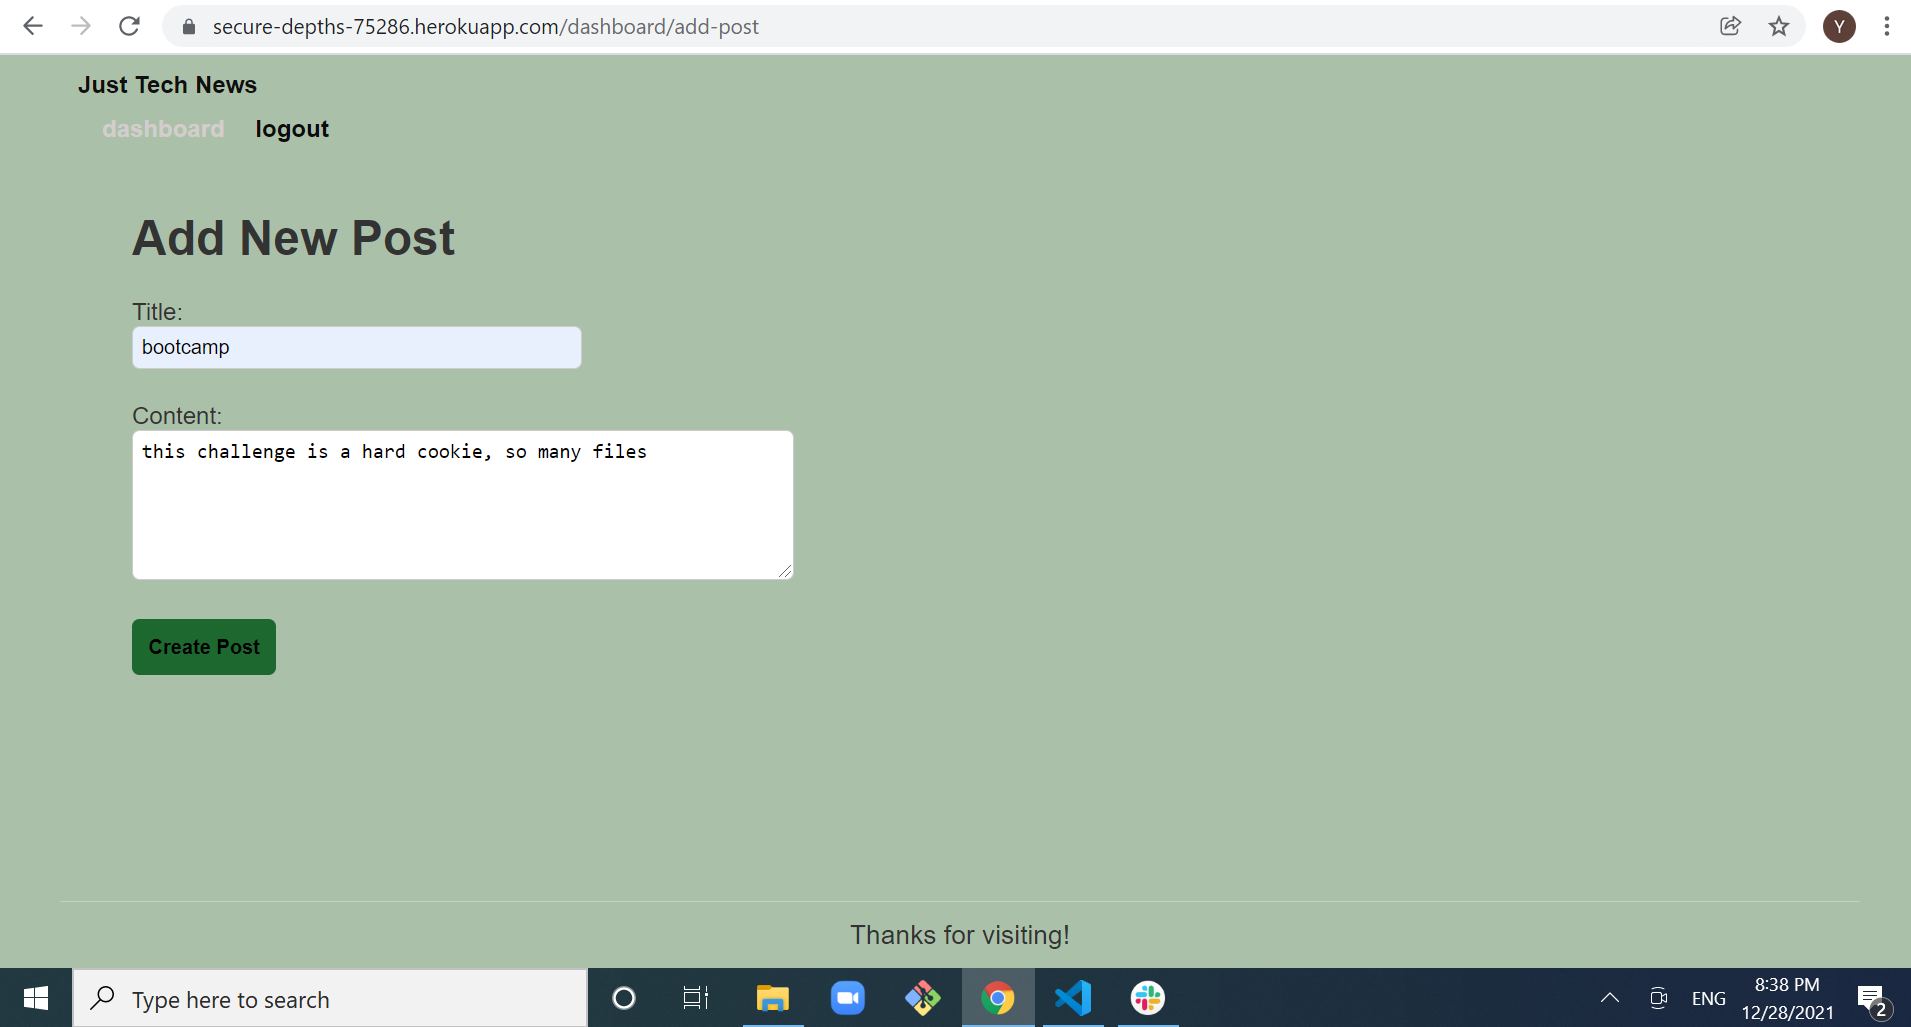 secure-depths-75286.herokuapp.com/dashboard/add-post
Y
Just Tech News
dashboard logout
Add New Post
Title:
bootcamp
Content:
this challenge is a hard cookie, so many files
Create Post
Thanks for visiting!
Type here to search
ENG
8:38 PM
12/28/2021
2